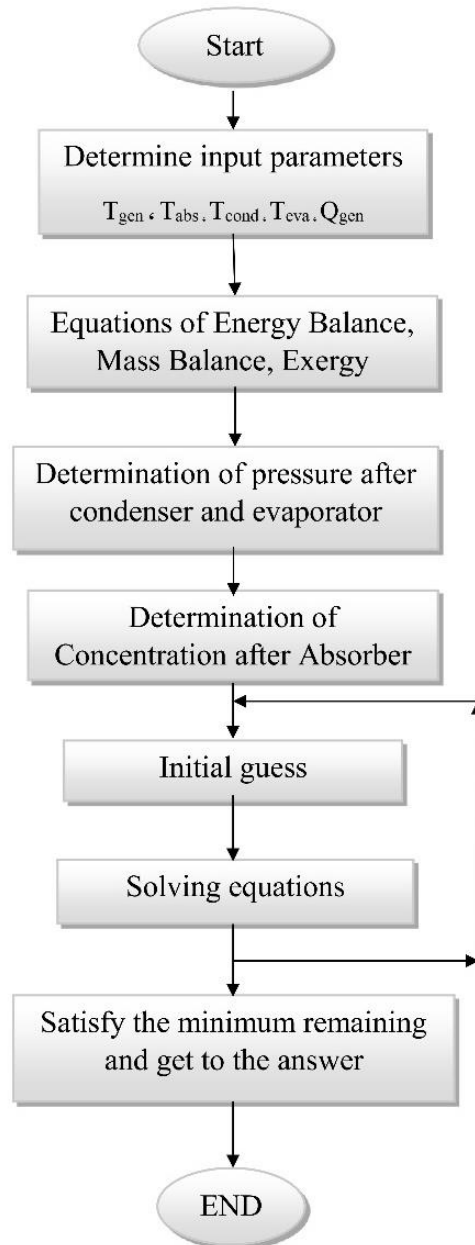 Start
Determine input parameters
Tgen، Tabs، Tcond، Teva، Qgen
Equations of Energy Balance,
Mass Balance, Exergy
Determination of pressure after
condenser and evaporator
Determination of
Concentration after Absorber
Initial guess
Solving equations
Satisfy the minimum remaining
and get to the answer
END